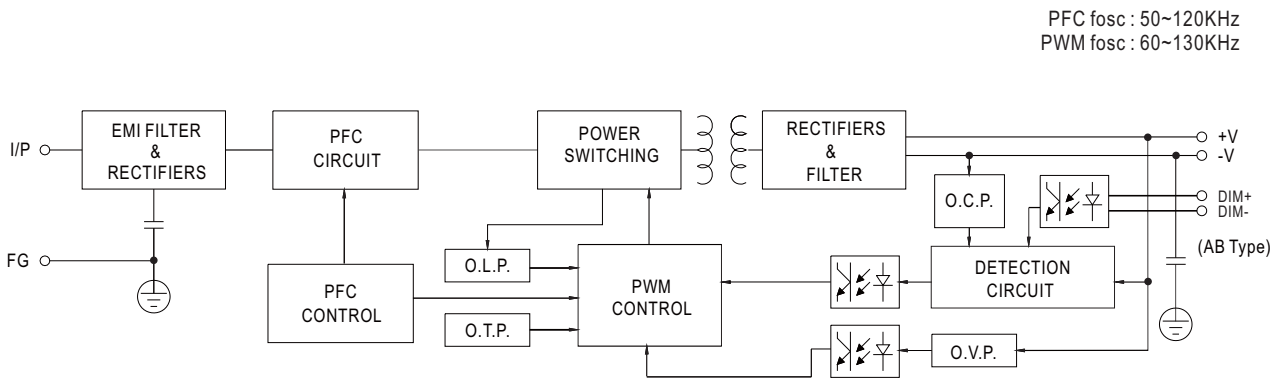 PFC fosc : 50~120KHz
PWM fosc : 60~130KHz
I/P
EMI FILTER
&
RECTIFIERS
PFC
CIRCUIT
POWER
SWITCHING
RECTIFIERS
&
FILTER
+V
-V
DIM+
DIM-
(AB Type)
O.C.P.
FG
O.L.P.
PFC
CONTROL
O.T.P.
PWM
CONTROL
DETECTION
CIRCUIT
O.V.P.